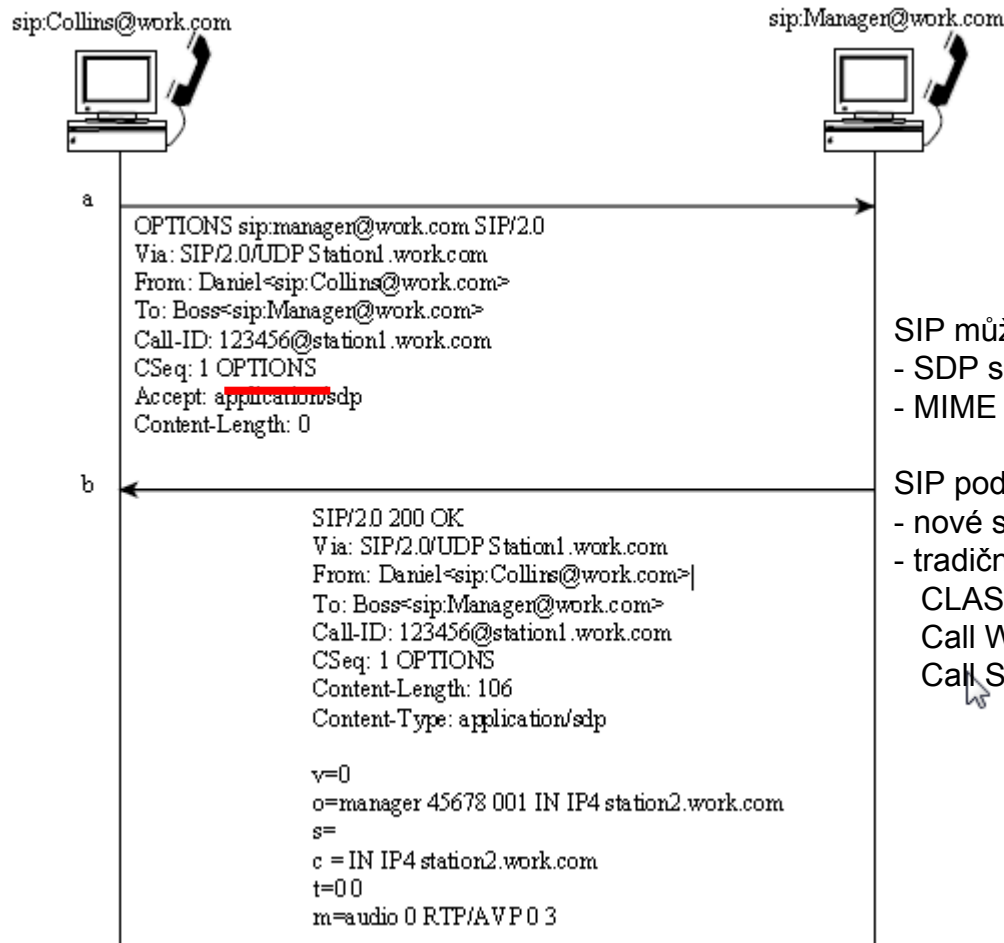 sip:Collins@work.com
sip:Manager@work.com
a
OPTIONS sip:manager@work.com SIP/2.0
Via: SIP/2.0/UDP Station1.work.com
From: Daniel<sip:Collins@work.com>
To: Boss<sip:Manager@work.com>
Call-ID: 123456@station1.work.com
CSeq: 1 OPTIONS
Accept: application/sdp
Content-Length: 0
b
SIP/2.0 200 OK
Via: SIP/2.0/UDP Station1.work.com
From: Daniel<sip:Collins@work.com>|
To: Boss<sip:Manager@work.com>
Call-ID: 123456@station1.work.com
CSeq: 1 OPTIONS
Content-Length: 106
Content-Type: application/sdp
v=0
o=manager 45678 001 IN IP4 station2.work.com
s=
c = IN IP4 station2.work.com
t=0 0
m=audio 0 RTP/AVP 0 3
SIP
- SDP
- MIME
SIP
- nové
-
Call
Call